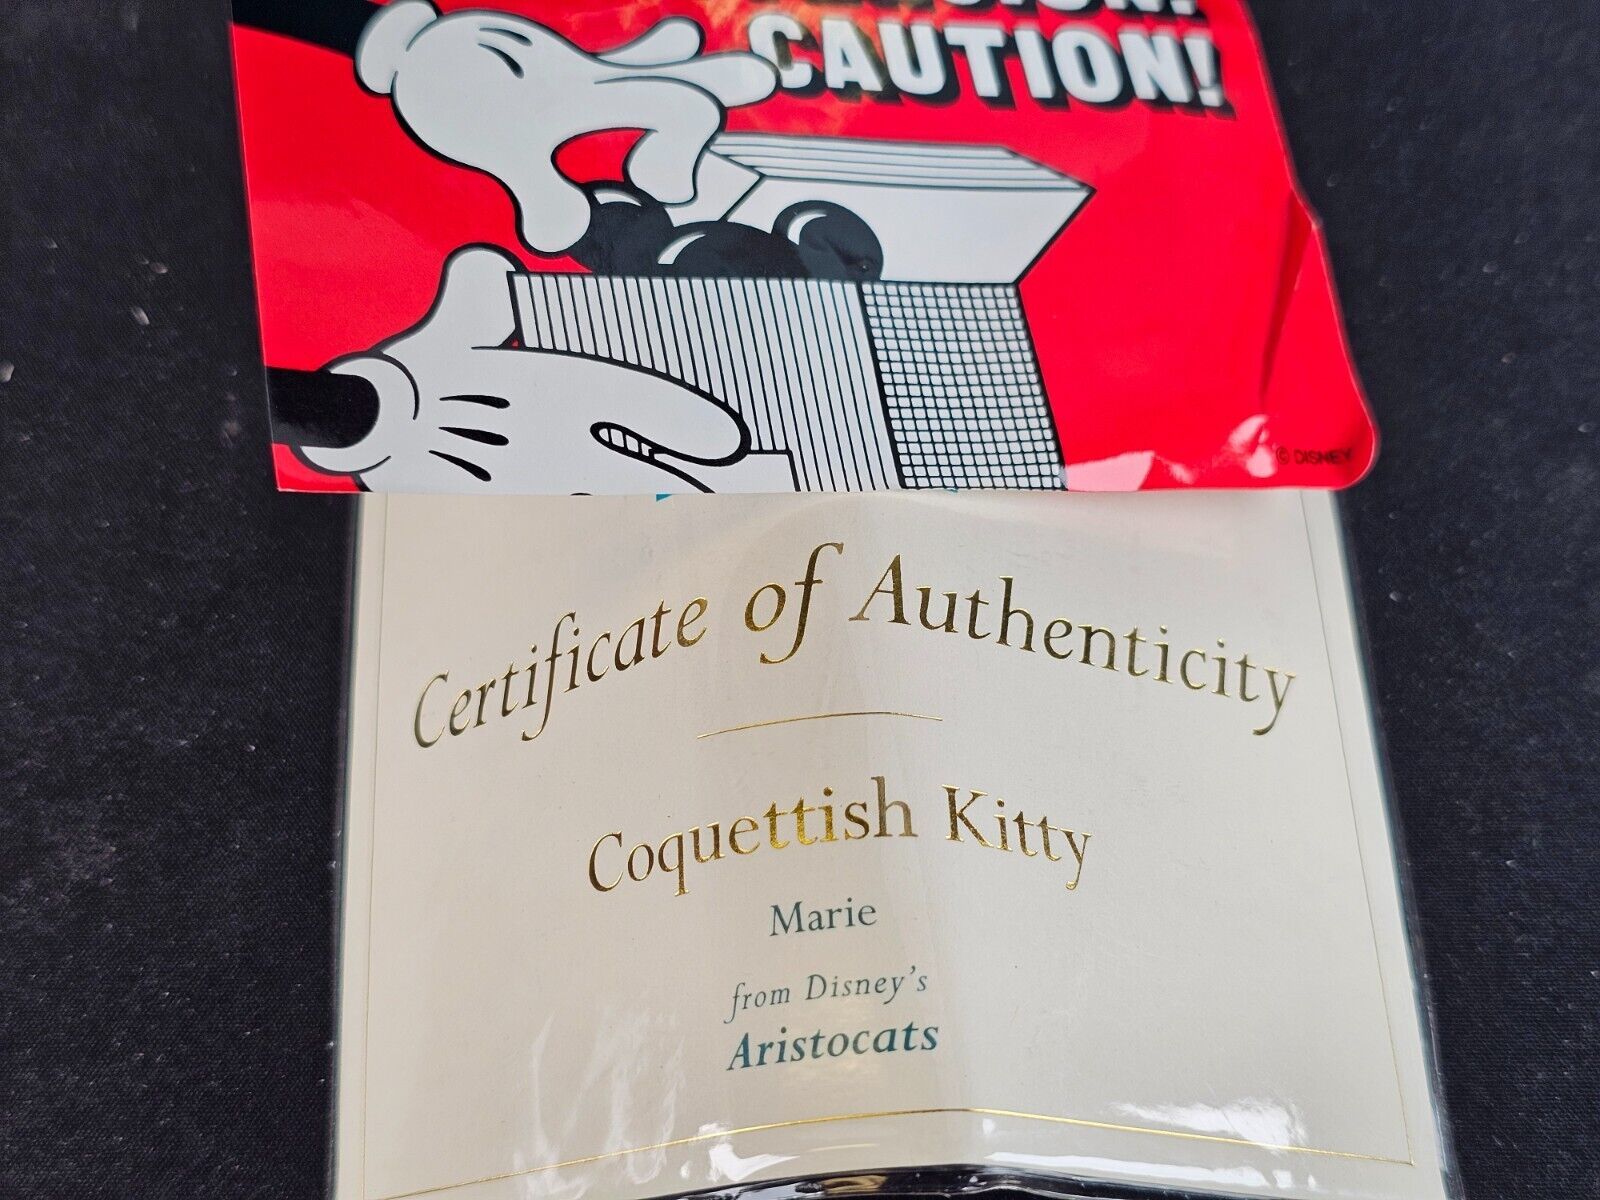 CAUTION!
© DISNEY
Certificate of Authenticity
Coquettish Kitty
Marie
from Disney's
Aristocats